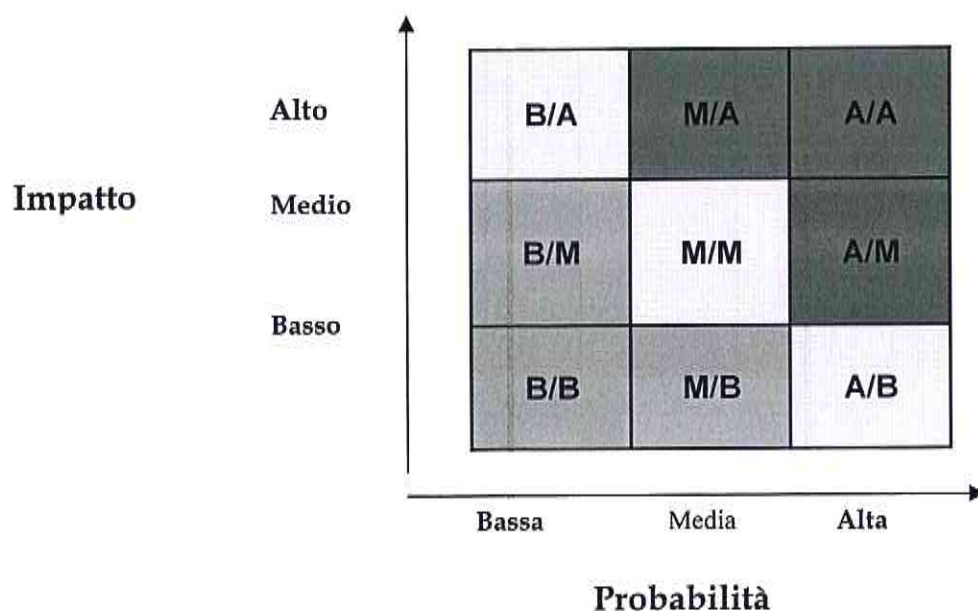 Alto
B/A M/A A/A
Impatto
Medio
B/M M/M A/M
Basso
B/B M/B A/B
Bassa Media Alta
Probabilità